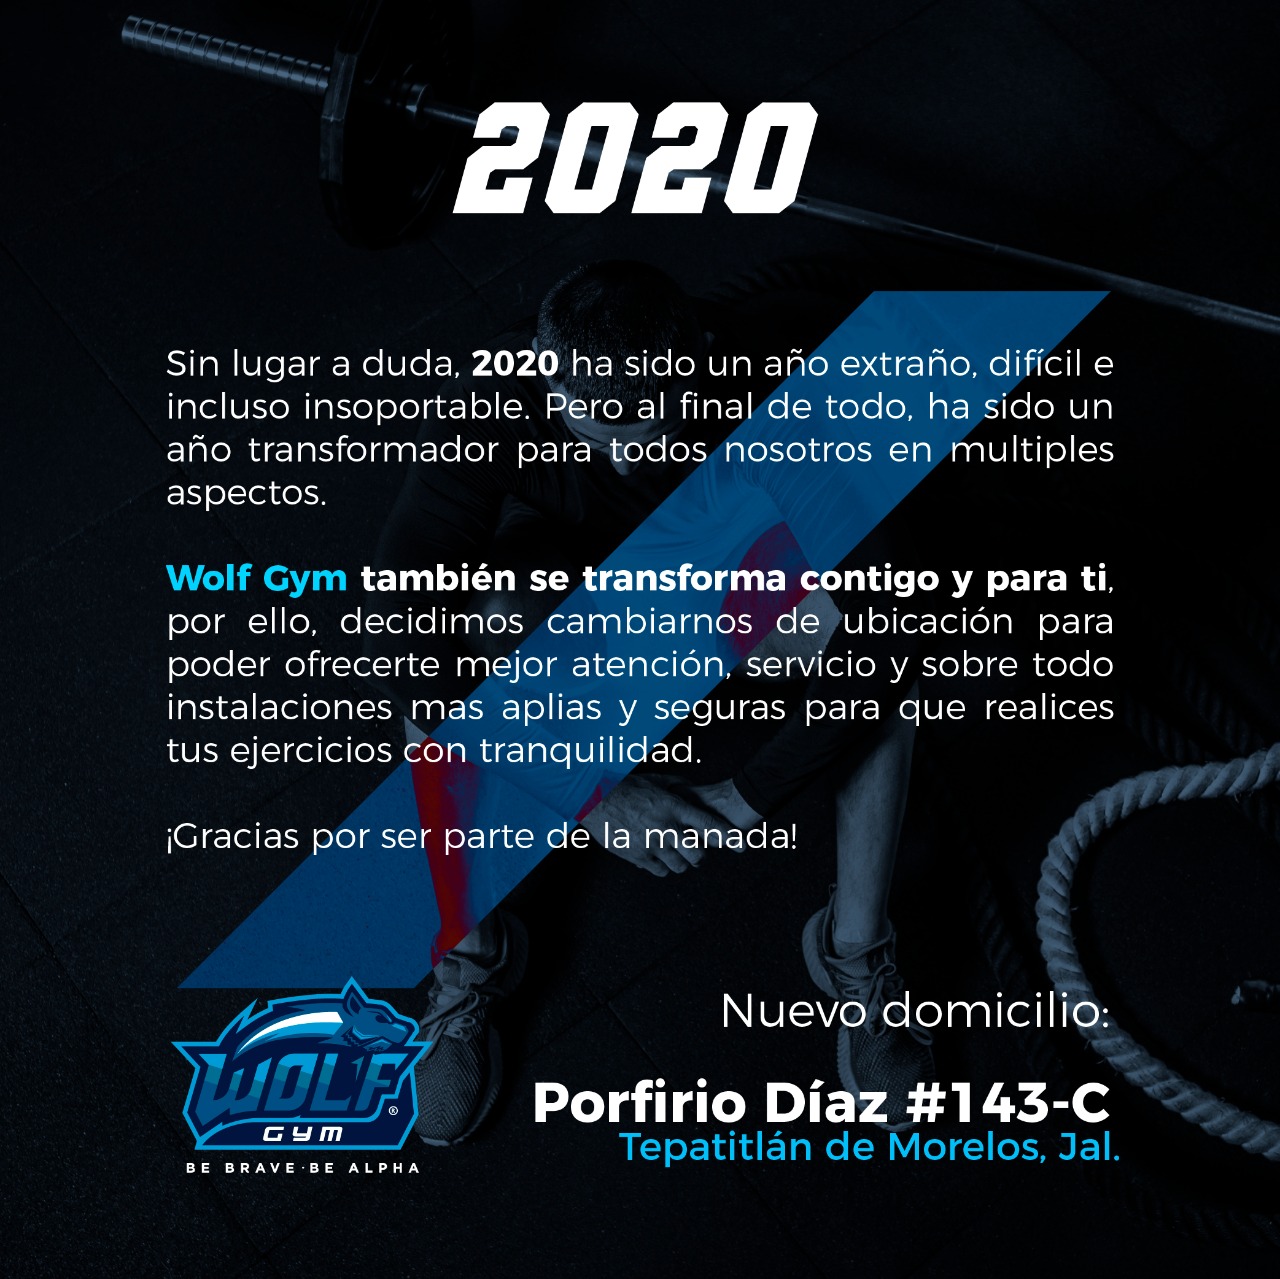 2020
Sin lugar a duda, 2020 ha sido un año extraño, difícil e
incluso insoportable. Pero al final de todo, ha sido un
año transformador para todos nosotros en multiples
aspectos.
Wolf Gym también se transforma contigo y para ti,
por ello, decidimos cambiarnos de ubicación para
poder ofrecerte mejor atención, servicio y sobre todo
instalaciones mas aplias y seguras para que realices
tus ejercicios con tranquilidad.
¡Gracias por ser parte de la manada!
Nuevo domicilio:
Porfirio Díaz #143-C
Tepatitlán de Morelos, Jal.
WOLF®
GYM
BE BRAVE·BE ALPHA